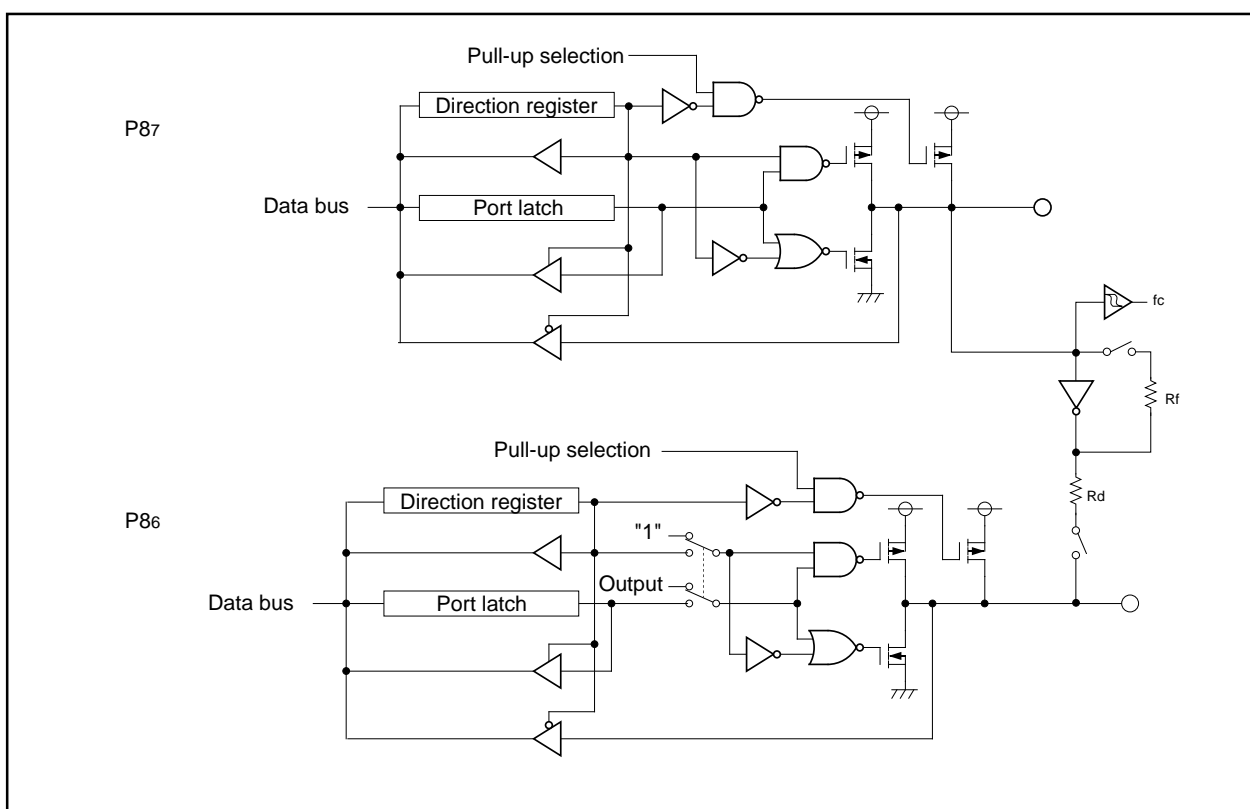 Pull-up selection
Direction register
P87
Data bus
Port latch
fc
Rf
Rd
Pull-up selection
Direction register
P86
"1"
Output
Data bus
Port latch